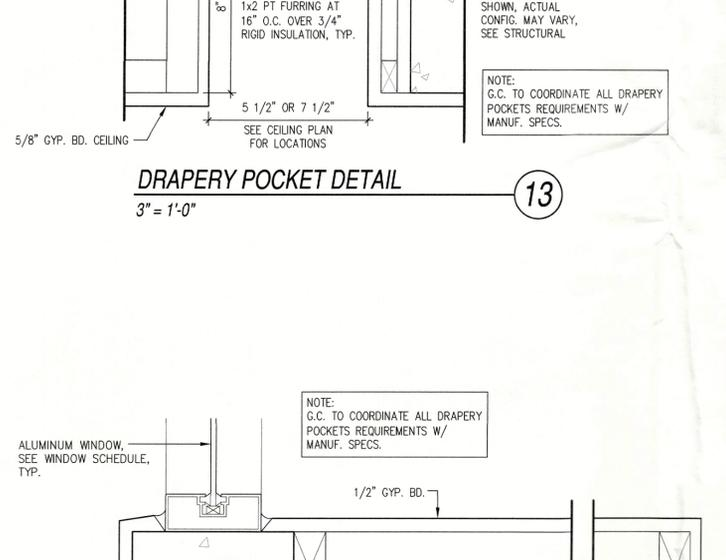 8"
1x2 PT FURRING AT
16" O.C. OVER 3/4"
RIGID INSULATION, TYP.
SHOWN, ACTUAL
CONFIG. MAY VARY,
SEE STRUCTURAL
NOTE:
G.C. TO COORDINATE ALL DRAPERY
POCKETS REQUIREMENTS W/
MANUF. SPECS.
5 1/2" OR 7 1/2"
5/8" GYP. BD. CEILING
SEE CEILING PLAN
FOR LOCATIONS
DRAPERY POCKET DETAIL
13
3" = 1'-0"
NOTE:
G.C. TO COORDINATE ALL DRAPERY
POCKETS REQUIREMENTS W/
MANUF. SPECS.
ALUMINUM WINDOW,
SEE WINDOW SCHEDULE,
TYP.
1/2" GYP. BD.